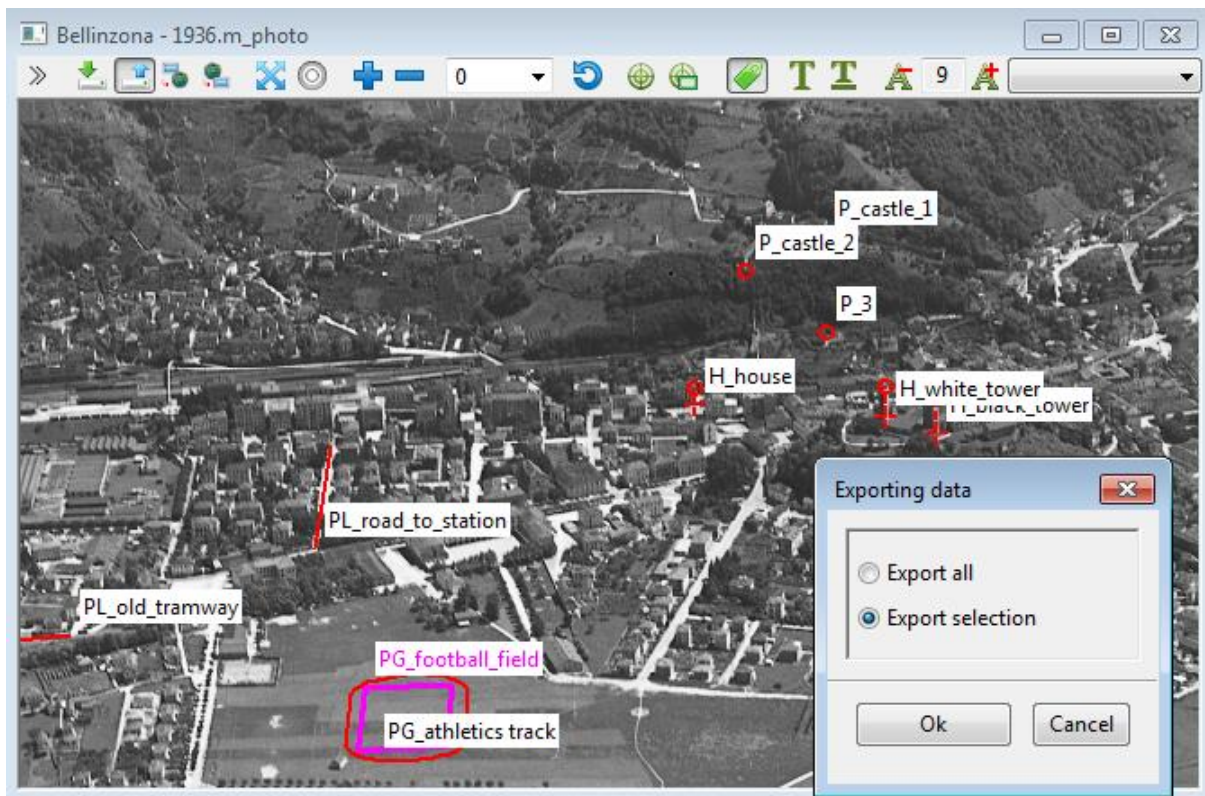 Bellinzona - 1936.m_photo
0
9
P_castle_1
P_castle_2
P_3
H_house
H_white_tower
H_black_tower
PL_road_to_station
PL_old_tramway
PG_football_field
PG_athletics track
Exporting data
Export all
Export selection
Ok
Cancel